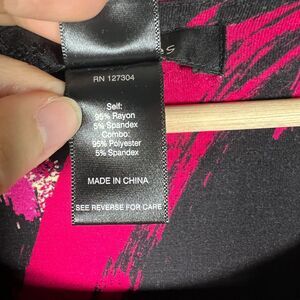 RN 127304
Self:
95% Rayon
5% Spandex
Combo:
95% Polyester
5% Spandex
MADE IN CHINA
SEE REVERSE FOR CARE